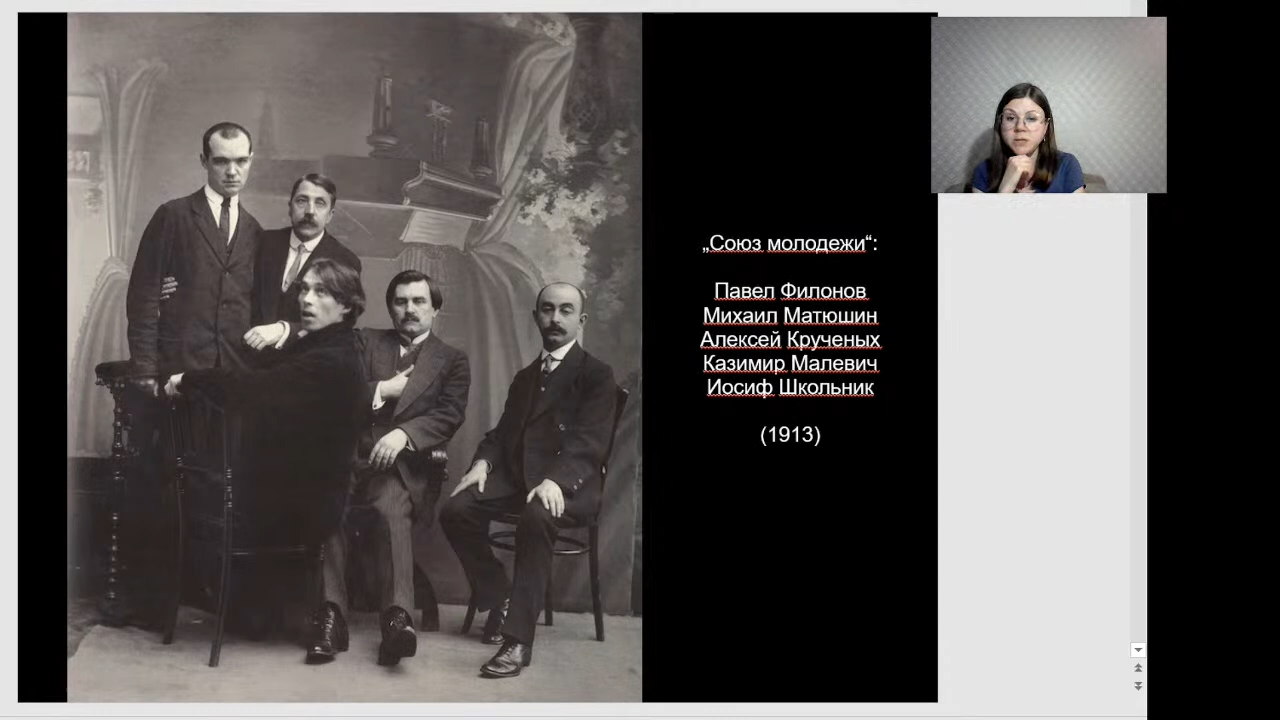 „Союз молодежи“:
Павел Филонов
Михаил Матюшин
Алексей Крученых
Казимир Малевич
Иосиф Школьник
(1913)